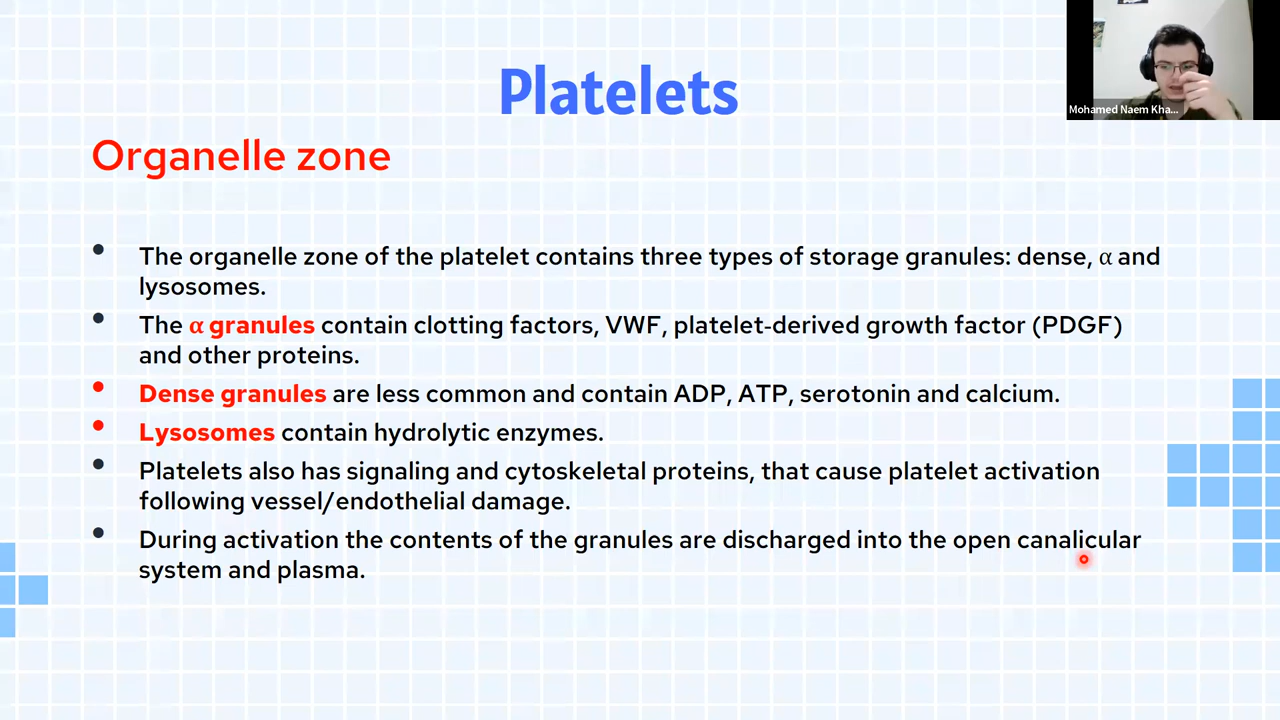 Mohamed Naem Kha...
Platelets
Organelle zone
• The organelle zone of the platelet contains three types of storage granules: dense, α and
lysosomes.
• The α granules contain clotting factors, VWF, platelet-derived growth factor (PDGF)
and other proteins.
• Dense granules are less common and contain ADP, ATP, serotonin and calcium.
• Lysosomes contain hydrolytic enzymes.
• Platelets also has signaling and cytoskeletal proteins, that cause platelet activation
following vessel/endothelial damage.
• During activation the contents of the granules are discharged into the open canalicular
system and plasma.